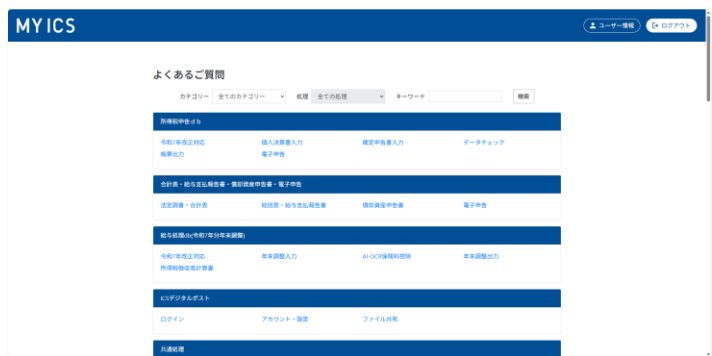 MY ICS
ユーザー情報 ログアウト
よくあるご質問
カテゴリー 全てのカテゴリー 処理 全ての処理 キーワード 検索
所得税申告db
令和7年改正対応 個人決算書入力 確定申告書入力 データチェック
帳票出力 電子申告
合計表・給与支払報告書・償却資産申告書・電子申告
法定調書・合計表 総括表・給与支払報告書 償却資産申告書 電子申告
給与処理db(令和7年分年末調整)
令和7年改正対応 年末調整入力 AI-OCR保険料控除 年末調整出力
所得税徴収高計算書
ICSデジタルポスト
ログイン アカウント・設定 ファイル共有
共通処理